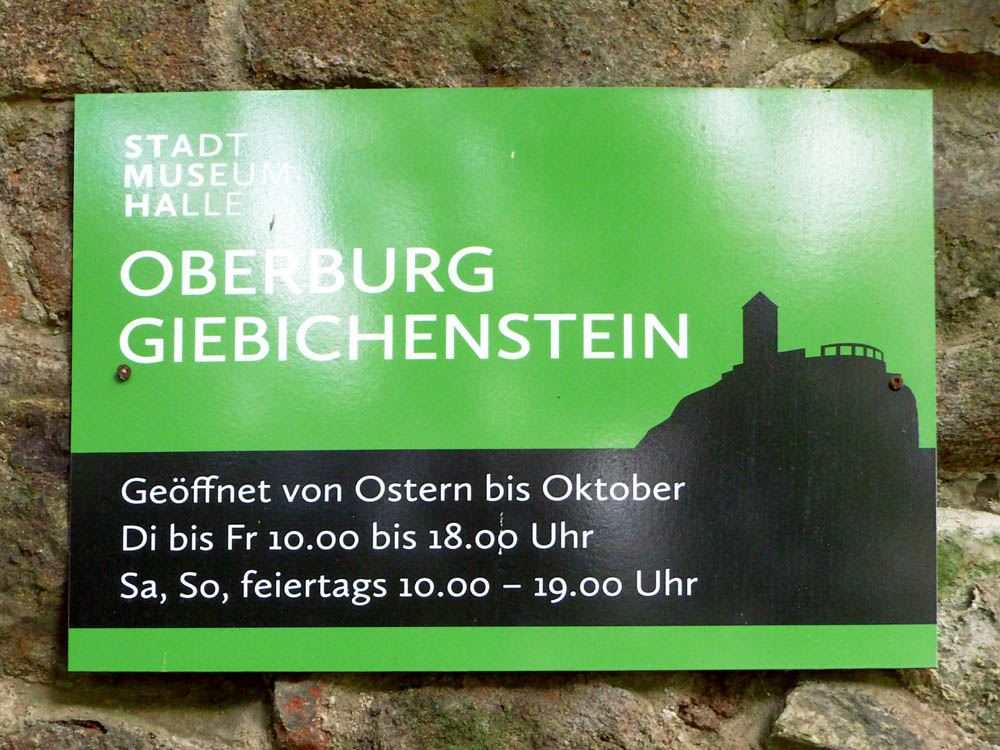 STADT
MUSEUM
HALLE
OBERBURG
GIEBICHENSTEIN
Geöffnet von Ostern bis Oktober
Di bis Fr 10.00 bis 18.00 Uhr
Sa, So, feiertags 10.00 – 19.00 Uhr